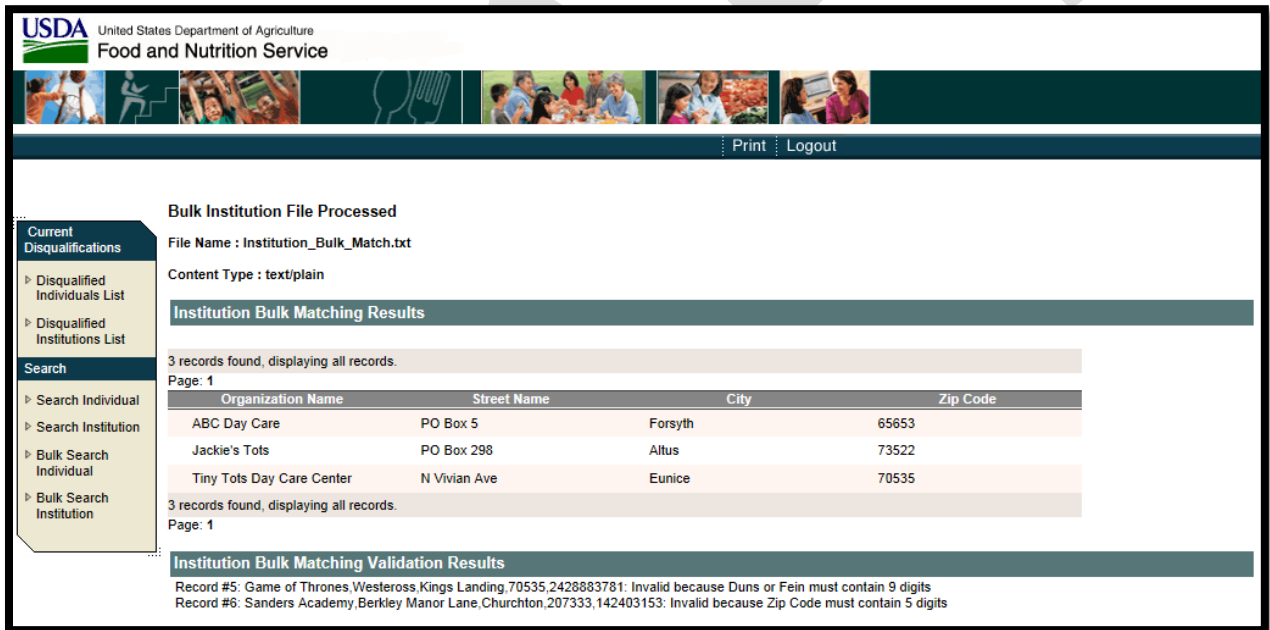 USDA United States Department of Agriculture
Food and Nutrition Service
Print Logout
Current
Disqualifications
Disqualified
Individuals List
Disqualified
Institutions List
Search
Search Individual
Search Institution
Bulk Search
Individual
Bulk Search
Institution
Bulk Institution File Processed
File Name : Institution_Bulk_Match.txt
Content Type : text/plain
Institution Bulk Matching Results
3 records found, displaying all records.
Page: 1
Organization Name Street Name City Zip Code
ABC Day Care PO Box 5 Forsyth 65653
Jackie's Tots PO Box 298 Altus 73522
Tiny Tots Day Care Center N Vivian Ave Eunice 70535
3 records found, displaying all records.
Page: 1
Institution Bulk Matching Validation Results
Record #5: Game of Thrones,Westeross,Kings Landing,70535,2428883781: Invalid because Duns or Fein must contain 9 digits
Record #6: Sanders Academy,Berkley Manor Lane,Churchton,207333,142403153: Invalid because Zip Code must contain 5 digits